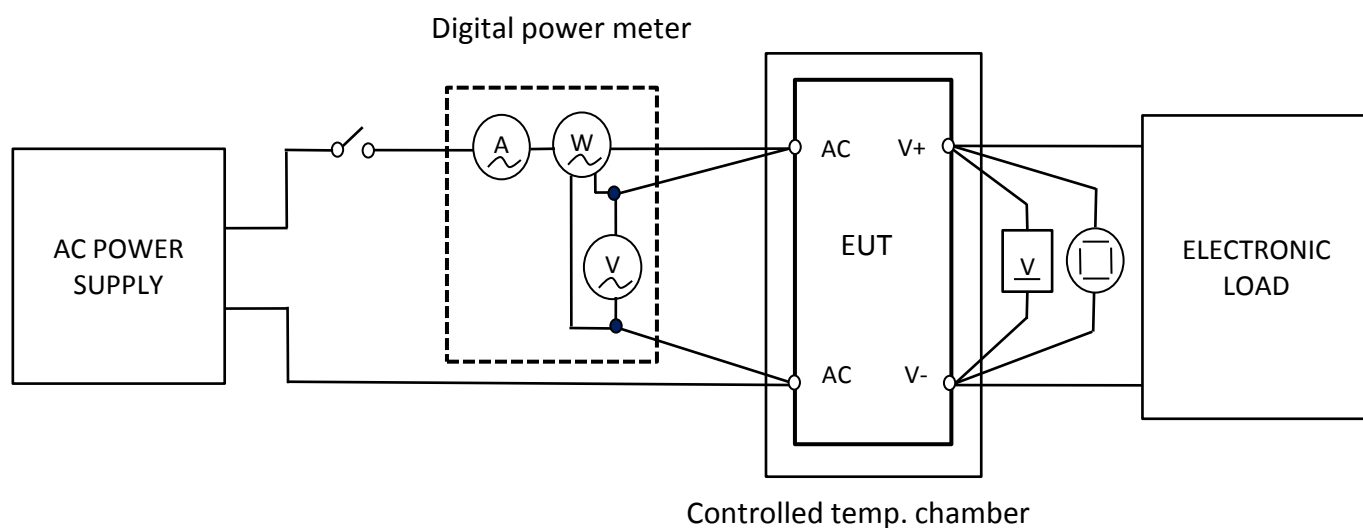 Digital power meter
A
W
AC
V+
AC POWER
SUPPLY
V
EUT
V
ELECTRONIC
LOAD
AC
V-
Controlled temp. chamber